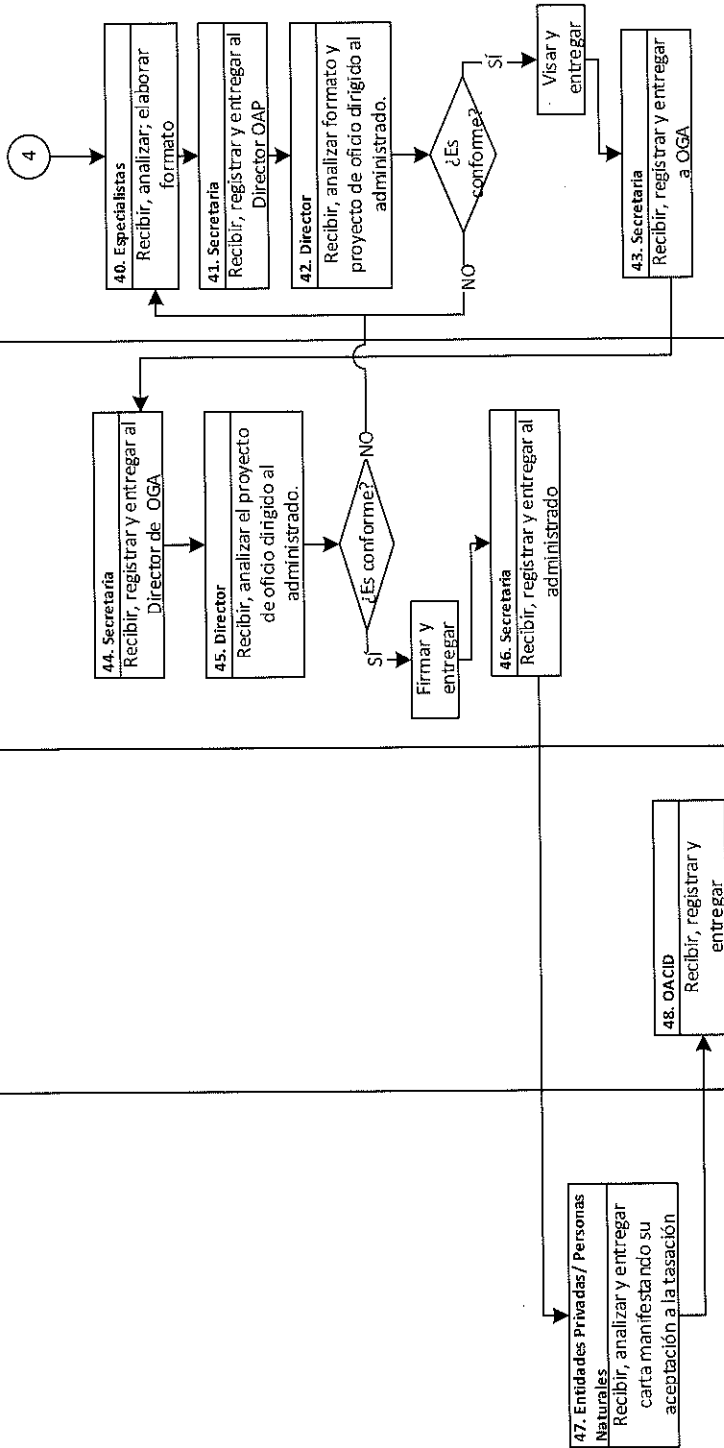 4
40. Especialistas
Recibir, analizar; elaborar
formato
41. Secretaria
Recibir, registrar y entregar al
Director OAP
42. Director
Recibir, analizar formato y
proyecto de oficio dirigido al
administrado.
¿Es
conforme?
NO
SÍ
Visar y
entregar
43. Secretaria
Recibir, registrar y entregar
a OGA
44. Secretaría
Recibir, registrar y entregar al
Director de OGA
45. Director
Recibir, analizar el proyecto
de oficio dirigido al
administrado.
¿Es conforme?
NO
SÍ
Firmar y
entregar
46. Secretaria
Recibir, registrar y entregar al
administrado
47. Entidades Privadas/ Personas
Naturales
Recibir, analizar y entregar
carta manifestando su
aceptación a la tasación
48. OACID
Recibir, registrar y
entregar